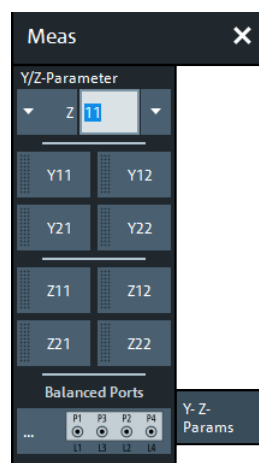 Meas
Y/Z-Parameter
Z 11
Y11 Y12
Y21 Y22
Z11 Z12
Z21 Z22
Balanced Ports
P1 P3 P2 P4
...
L1 L3 L2 L4
Y- Z-
Params